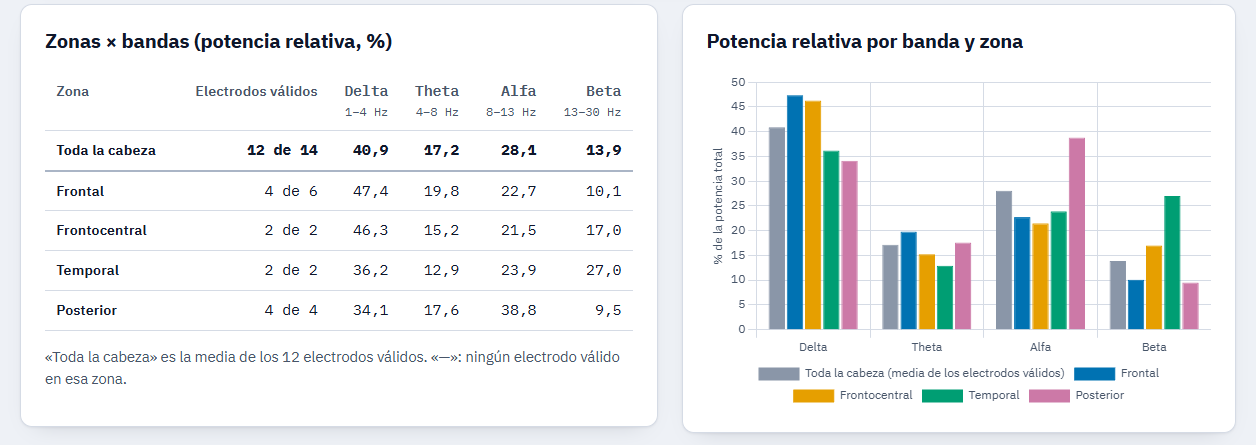 Zonas × bandas (potencia relativa, %)
Zona Electrodos válidos Delta Theta Alfa Beta
1–4 Hz 4–8 Hz 8–13 Hz 13–30 Hz
Toda la cabeza 12 de 14 40,9 17,2 28,1 13,9
Frontal 4 de 6 47,4 19,8 22,7 10,1
Frontocentral 2 de 2 46,3 15,2 21,5 17,0
Temporal 2 de 2 36,2 12,9 23,9 27,0
Posterior 4 de 4 34,1 17,6 38,8 9,5
«Toda la cabeza» es la media de los 12 electrodos válidos. «—»: ningún electrodo válido
en esa zona.
Potencia relativa por banda y zona
% de la potencia total
50
45
40
35
30
25
20
15
10
5
0
Delta Theta Alfa Beta
Toda la cabeza (media de los electrodos válidos) Frontal
Frontocentral Temporal Posterior